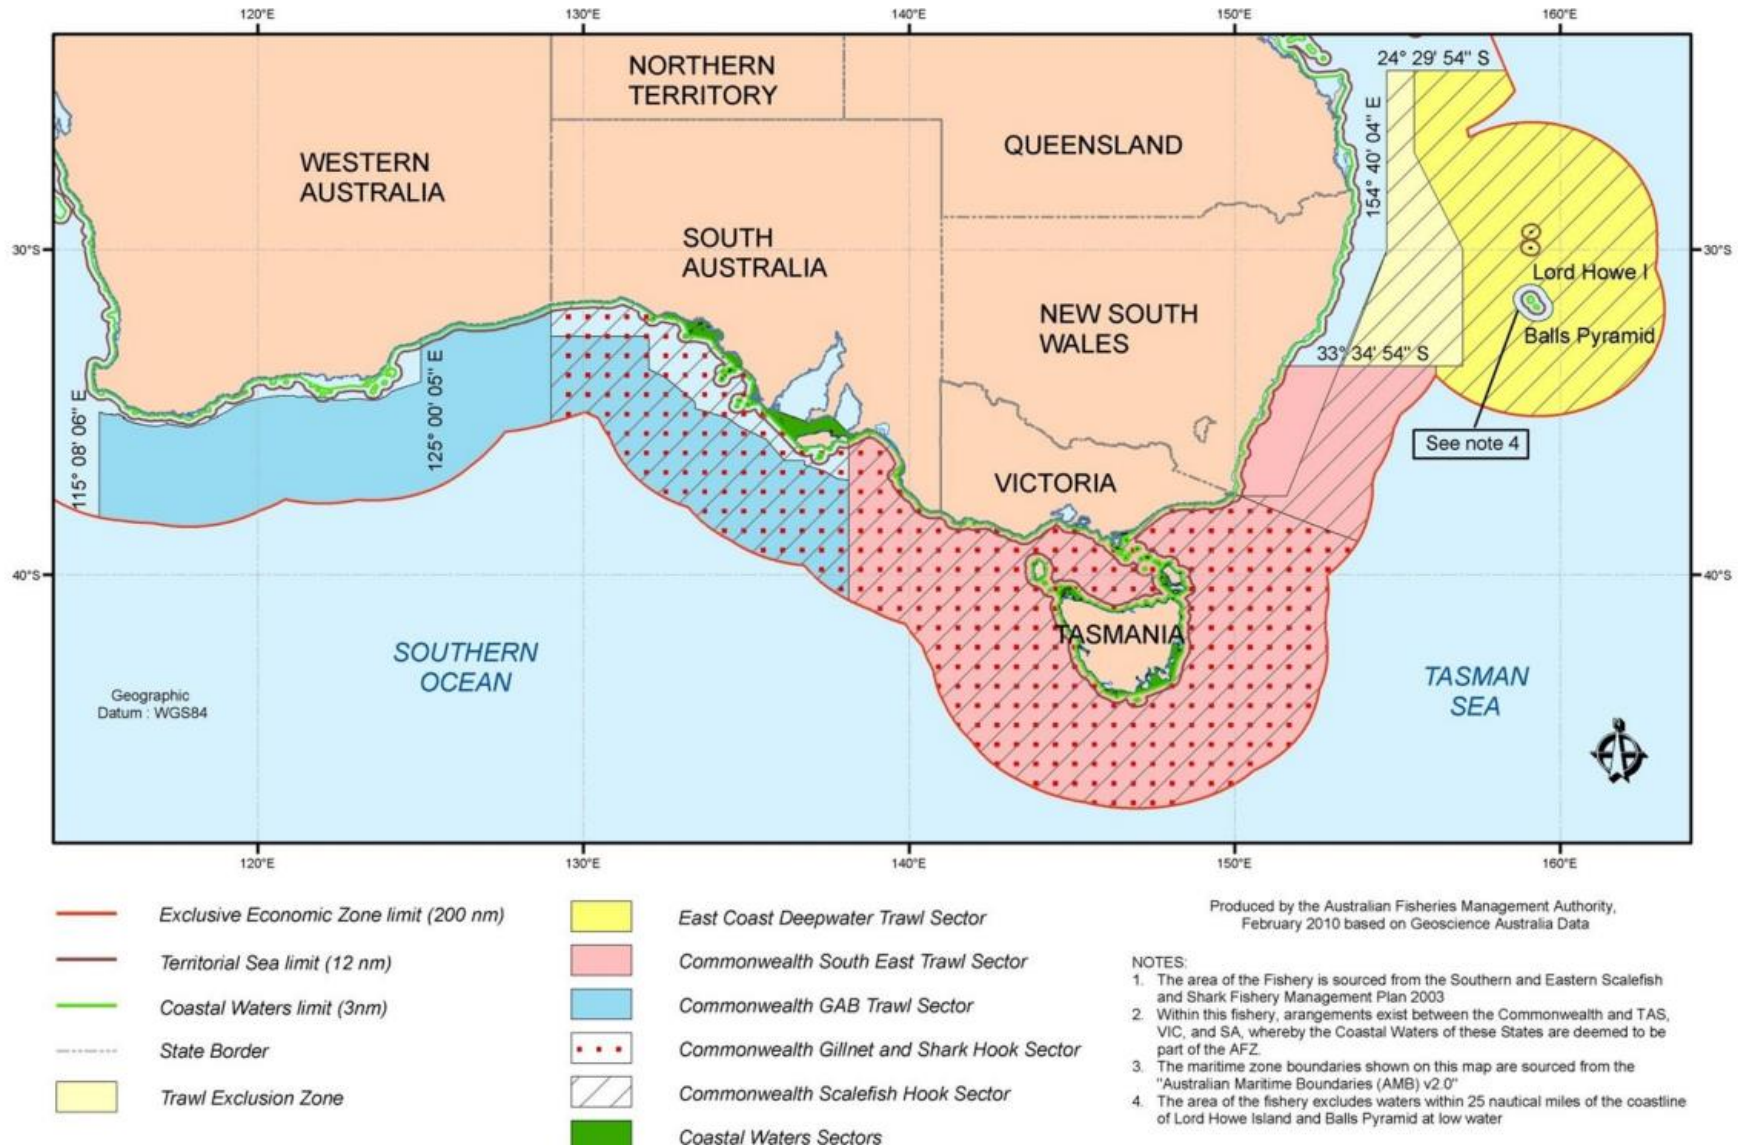 120°E 130°E 140°E 150°E 160°E
24° 29' 54" S
NORTHERN
TERRITORY
154° 40' 04" E
QUEENSLAND
WESTERN
AUSTRALIA
30°S 30°S
SOUTH
AUSTRALIA
Lord Howe I
NEW SOUTH
WALES
Balls Pyramid
33° 34' 54" S
125° 00' 05" E
115° 08' 06" E
See note 4
VICTORIA
40°S 40°S
TASMANIA
SOUTHERN
OCEAN
TASMAN
SEA
Geographic
Datum : WGS84
120°E 130°E 140°E 150°E 160°E
Exclusive Economic Zone limit (200 nm)
Territorial Sea limit (12 nm)
Coastal Waters limit (3nm)
State Border
Trawl Exclusion Zone
East Coast Deepwater Trawl Sector
Commonwealth South East Trawl Sector
Commonwealth GAB Trawl Sector
Commonwealth Gillnet and Shark Hook Sector
Commonwealth Scalefish Hook Sector
Coastal Waters Sectors
Produced by the Australian Fisheries Management Authority,
February 2010 based on Geoscience Australia Data
NOTES:
1. The area of the Fishery is sourced from the Southern and Eastern Scalefish
and Shark Fishery Management Plan 2003
2. Within this fishery, arangements exist between the Commonwealth and TAS,
VIC, and SA, whereby the Coastal Waters of these States are deemed to be
part of the AFZ.
3. The maritime zone boundaries shown on this map are sourced from the
"Australian Maritime Boundaries (AMB) v2.0"
4. The area of the fishery excludes waters within 25 nautical miles of the coastline
of Lord Howe Island and Balls Pyramid at low water